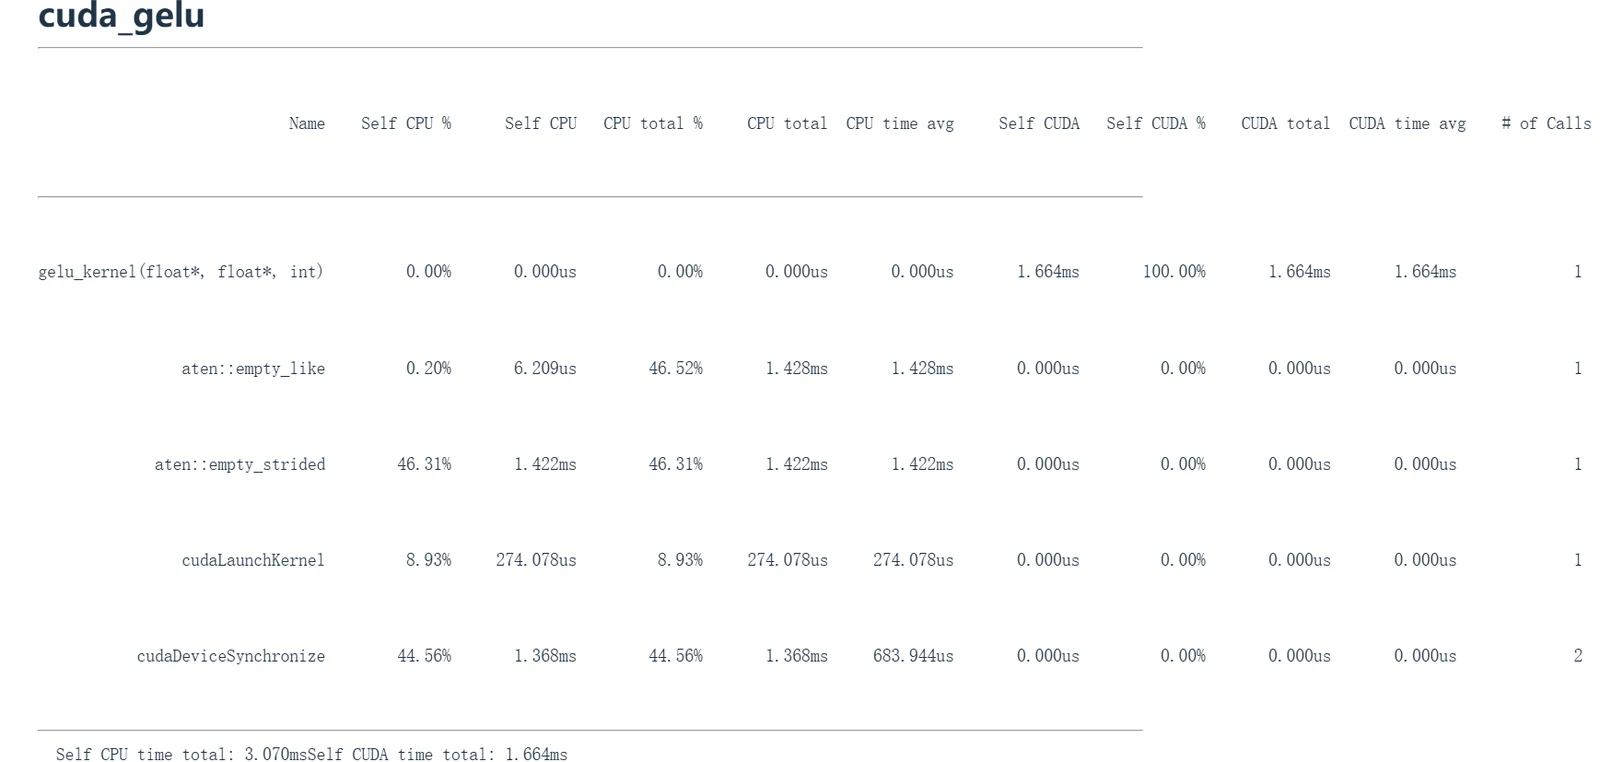 cuda_gelu
Name Self CPU % Self CPU CPU total % CPU total CPU time avg Self CUDA Self CUDA % CUDA total CUDA time avg # of Calls
gelu_kernel(float*, float*, int) 0.00% 0.000us 0.00% 0.000us 0.000us 1.664ms 100.00% 1.664ms 1.664ms 1
aten::empty_like 0.20% 6.209us 46.52% 1.428ms 1.428ms 0.000us 0.00% 0.000us 0.000us 1
aten::empty_strided 46.31% 1.422ms 46.31% 1.422ms 1.422ms 0.000us 0.00% 0.000us 0.000us 1
cudaLaunchKernel 8.93% 274.078us 8.93% 274.078us 274.078us 0.000us 0.00% 0.000us 0.000us 1
cudaDeviceSynchronize 44.56% 1.368ms 44.56% 1.368ms 683.944us 0.000us 0.00% 0.000us 0.000us 2
Self CPU time total: 3.070msSelf CUDA time total: 1.664ms